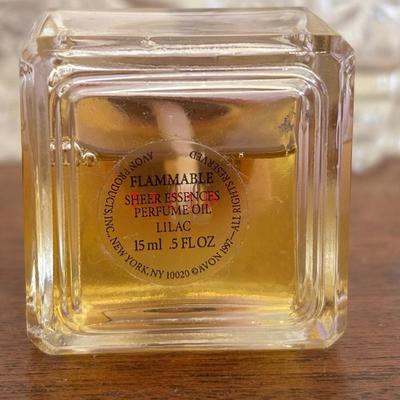 FLAMMABLE
SHEER ESSENCES
PERFUME OIL
LILAC
15 ml .5 FL OZ
AVON PRODUCTS, INC., NEW YORK, NY 10020 © AVON 1997—ALL RIGHTS RESERVED